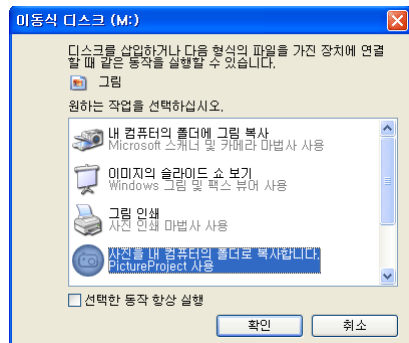 이동식 디스크 (M:)
디스크를 삽입하거나 다음 형식의 파일을 가진 장치에 연결
할 때 같은 동작을 실행할 수 있습니다.
그림
원하는 작업을 선택하십시오.
내 컴퓨터의 폴더에 그림 복사
Microsoft 스캐너 및 카메라 마법사 사용
이미지의 슬라이드 쇼 보기
Windows 그림 및 팩스 뷰어 사용
그림 인쇄
사진 인쇄 마법사 사용
사진을 내 컴퓨터의 폴더로 복사합니다.
PictureProject 사용
선택한 동작 항상 실행
확인
취소